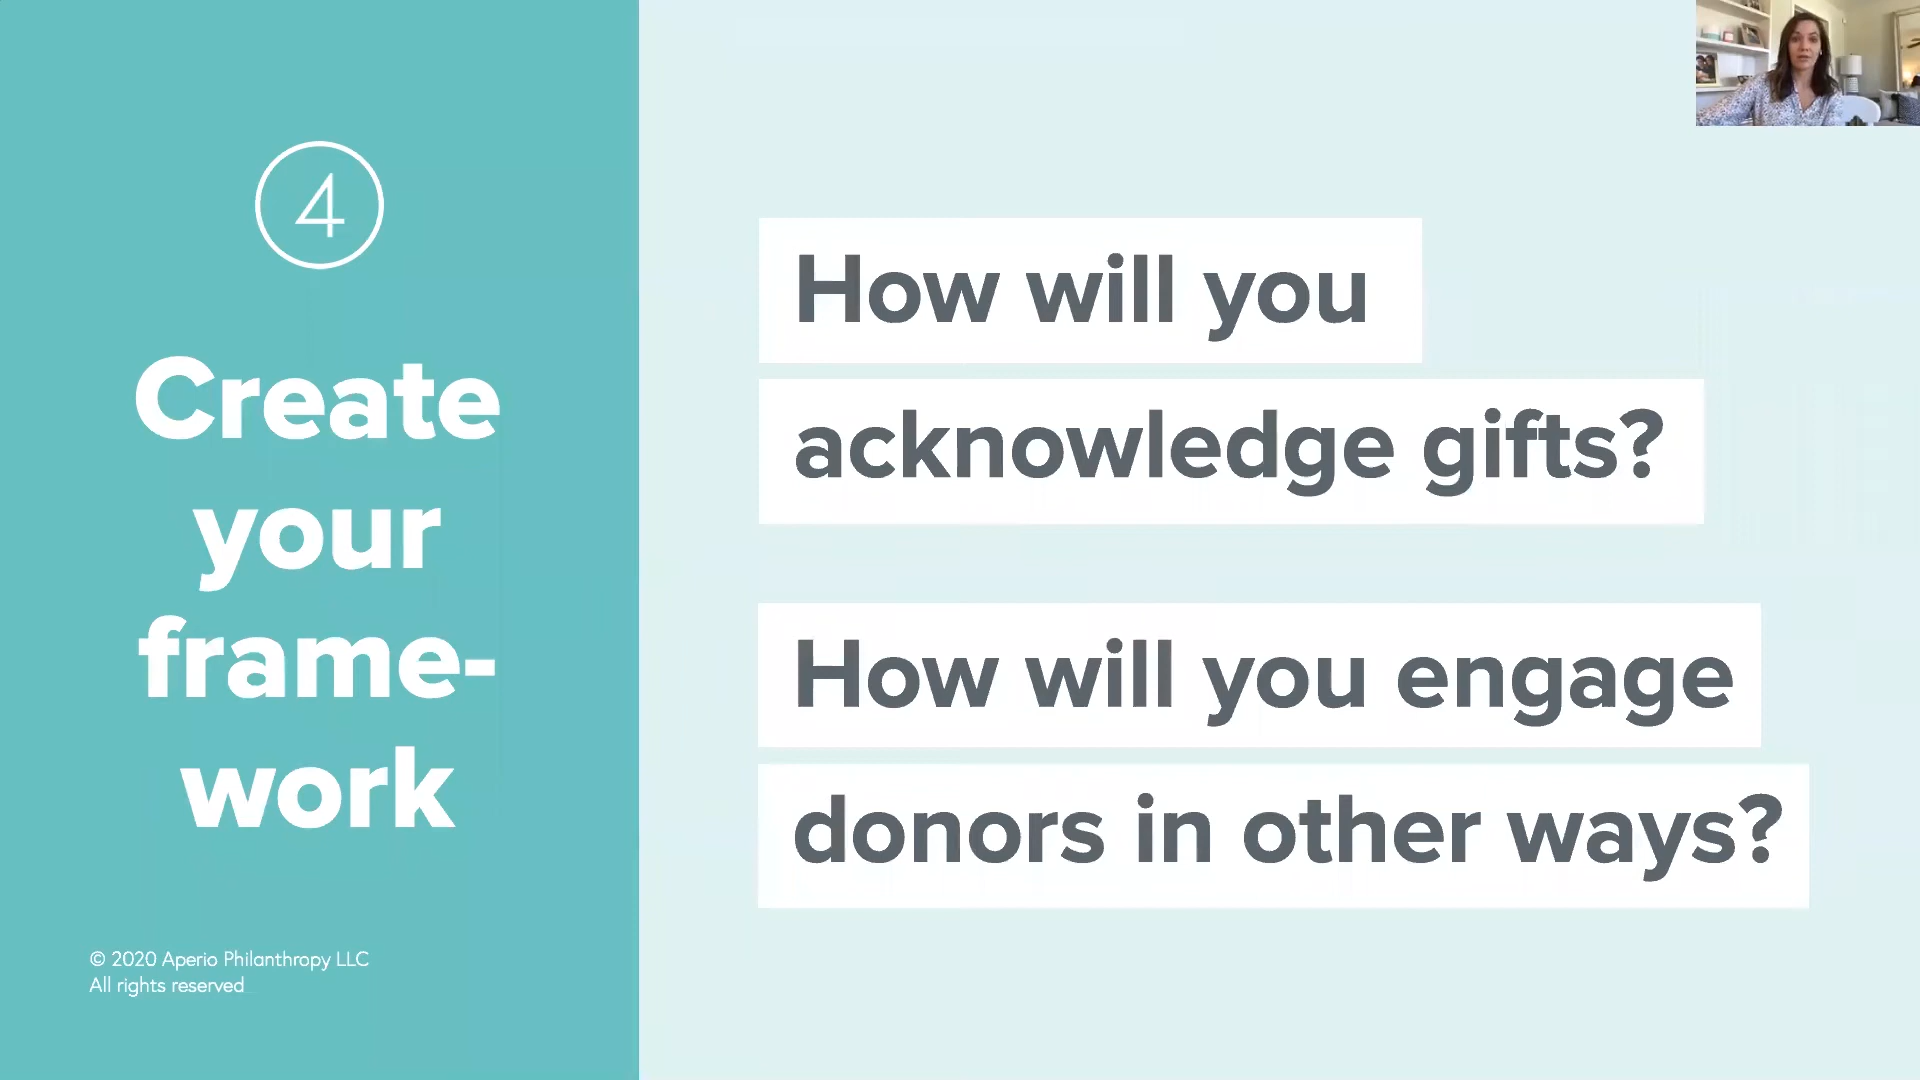 4
Create
your
frame-
work
© 2020 Aperio Philanthropy LLC
All rights reserved
How will you
acknowledge gifts?
How will you engage
donors in other ways?